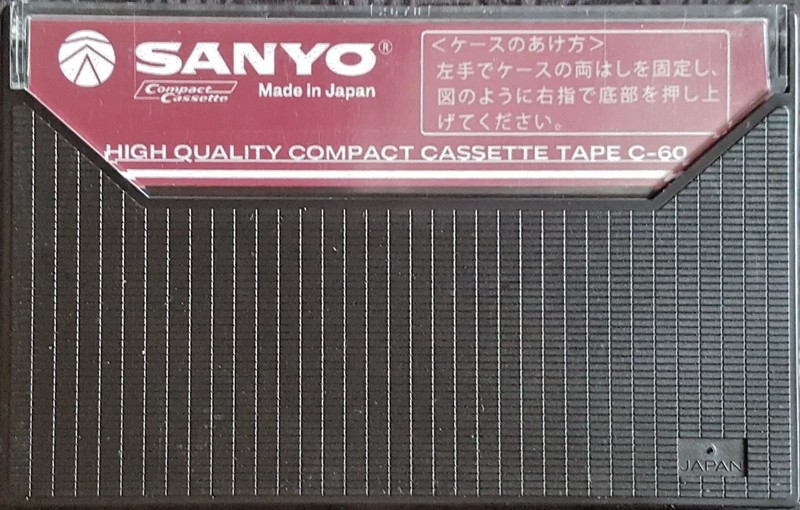 SANYO®
Compact
Cassette
Made in Japan
<ケースのあけ方>
左手でケースの両はしを固定し、
図のように右指で底部を押し上
げてください。
HIGH QUALITY COMPACT CASSETTE TAPE C-60
JAPAN